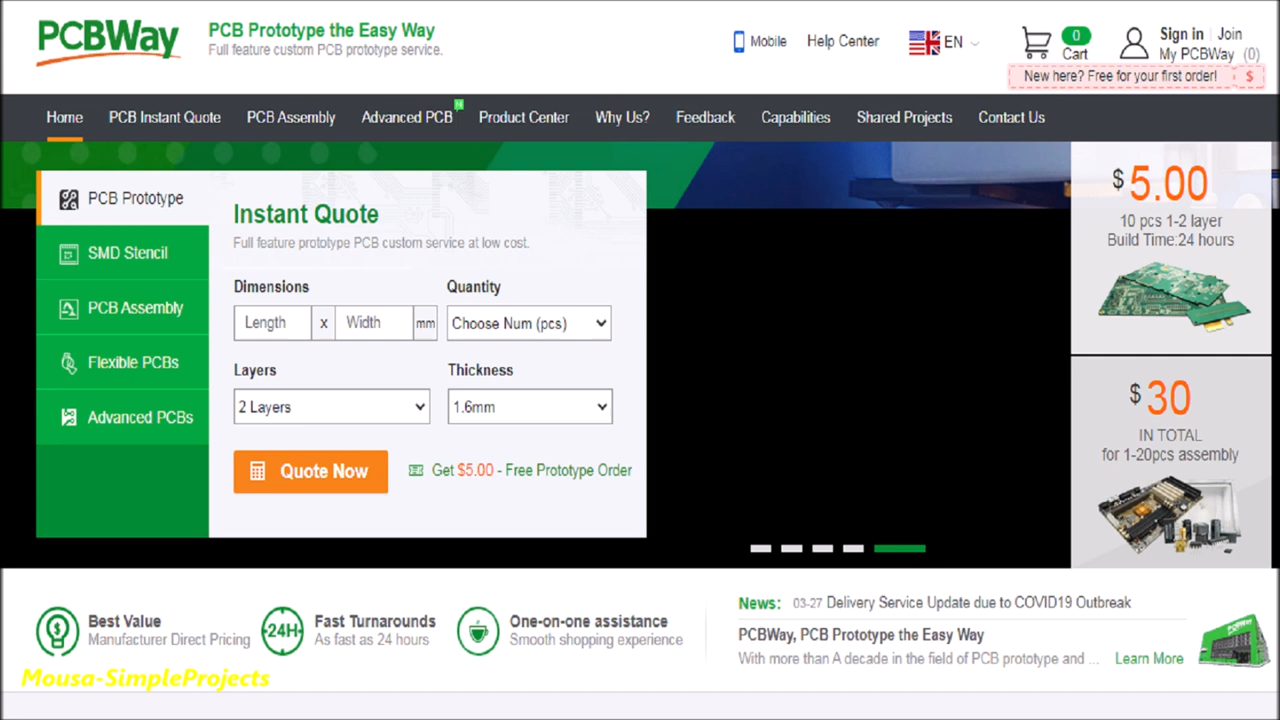 PCBWay
PCB Prototype the Easy Way
Full feature custom PCB prototype service.
Mobile
Help Center
EN
0
Cart
Sign in | Join
My PCBWay (0)
New here? Free for your first order! $
Home
PCB Instant Quote
PCB Assembly
Advanced PCB
N
Product Center
Why Us?
Feedback
Capabilities
Shared Projects
Contact Us
PCB Prototype
SMD Stencil
PCB Assembly
Flexible PCBs
Advanced PCBs
Instant Quote
Full feature prototype PCB custom service at low cost.
Dimensions
Quantity
Length x Width mm
Choose Num (pcs)
Layers
Thickness
2 Layers
1.6mm
Quote Now
Get $5.00 - Free Prototype Order
$ 5.00
10 pcs 1-2 layer
Build Time:24 hours
$ 30
IN TOTAL
for 1-20pcs assembly
Best Value
Manufacturer Direct Pricing
24H
Fast Turnarounds
As fast as 24 hours
One-on-one assistance
Smooth shopping experience
News: 03-27 Delivery Service Update due to COVID19 Outbreak
PCBWay, PCB Prototype the Easy Way
With more than A decade in the field of PCB prototype and ... Learn More
PCBWay
Mousa-SimpleProjects